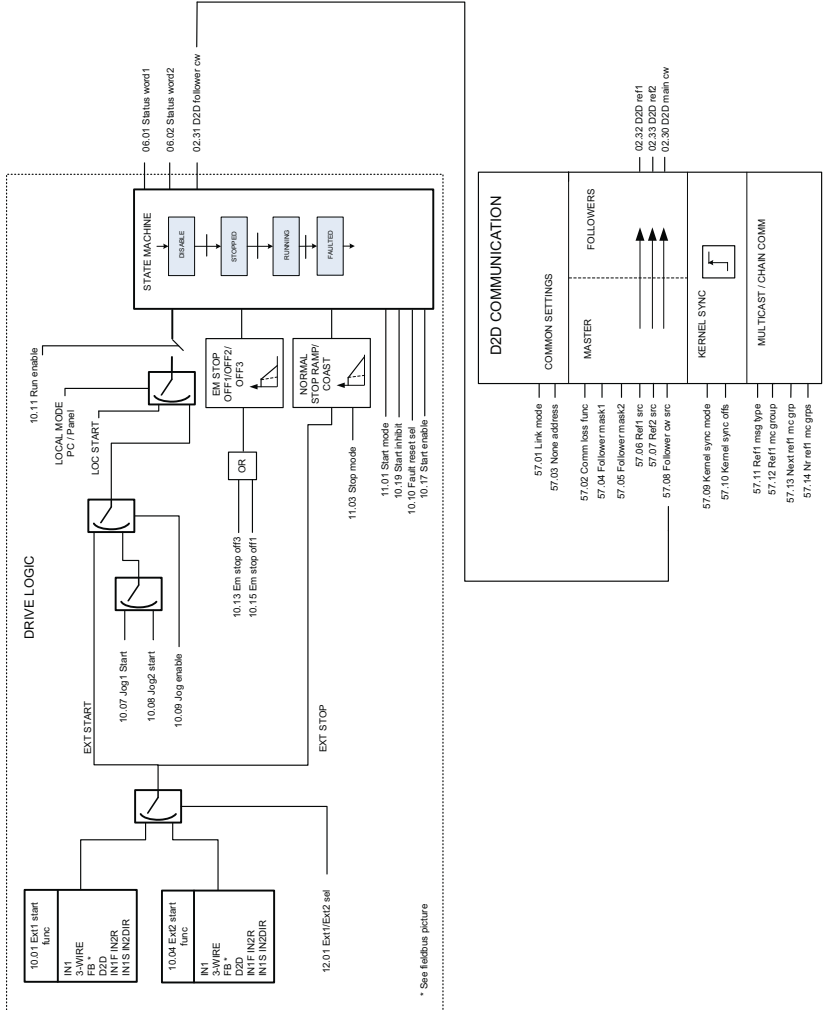 DRIVE LOGIC
10.01 Ext1 start
func
IN1
3-WIRE
FB *
D2D
IN1F IN2R
IN1S IN2DIR
10.04 Ext2 start
func
IN1
3-WIRE
FB *
D2D
IN1F IN2R
IN1S IN2DIR
12.01 Ext1/Ext2 sel
* See fieldbus picture
EXT START
EXT STOP
10.07 Jog1 Start
10.08 Jog2 start
10.09 Jog enable
10.11 Run enable
LOCAL MODE
PC / Panel
LOC START
10.13 Em stop off3
10.15 Em stop off1
OR
EM STOP
OFF1/OFF2/
OFF3
NORMAL
STOP RAMP/
COAST
11.03 Stop mode
11.01 Start mode
10.19 Start inhibit
10.10 Fault reset sel
10.17 Start enable
STATE MACHINE
DISABLE
STOPPED
RUNNING
FAULTED
06.01 Status word1
06.02 Status word2
02.31 D2D follower cw
D2D COMMUNICATION
COMMON SETTINGS
57.01 Link mode
57.03 None address
MASTER
FOLLOWERS
57.02 Comm loss func
57.04 Follower mask1
57.05 Follower mask2
57.06 Ref1 src
57.07 Ref2 src
57.08 Follower cw src
02.32 D2D ref1
02.33 D2D ref2
02.30 D2D main cw
KERNEL SYNC
57.09 Kernel sync mode
57.10 Kernel sync offs
MULTICAST / CHAIN COMM
57.11 Ref1 msg type
57.12 Ref1 mc group
57.13 Next ref1 mc grp
57.14 Nr ref1 mc grps